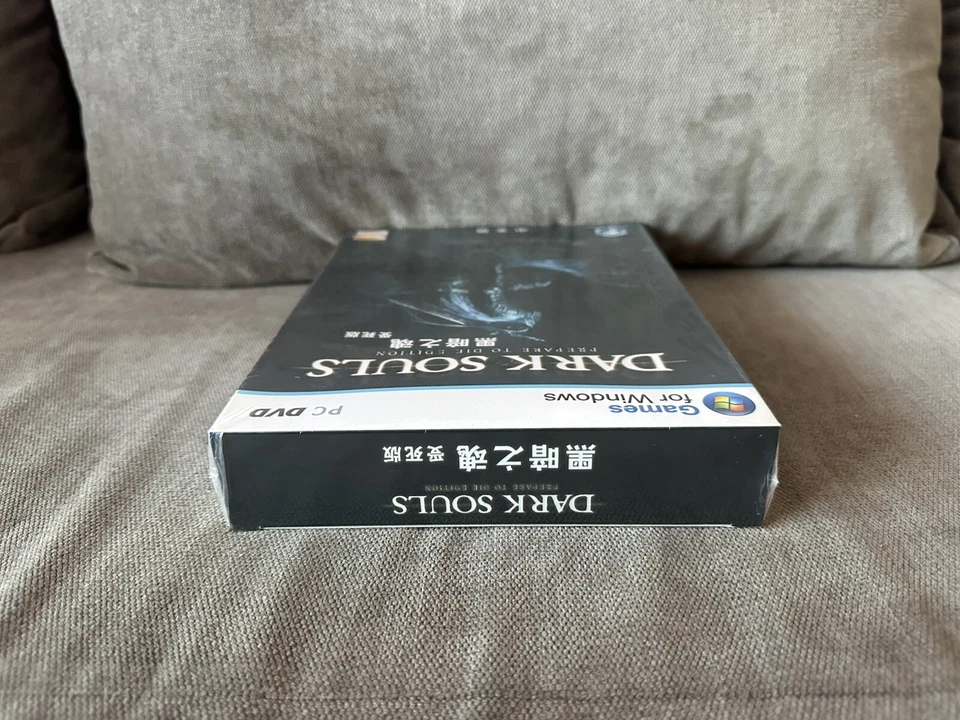 Games
for Windows
PC DVD
DARK SOULS
PREPARE TO DIE EDITION
黑暗之魂 受死版
DARK SOULS
PREPARE TO DIE EDITION
黑暗之魂 受死版